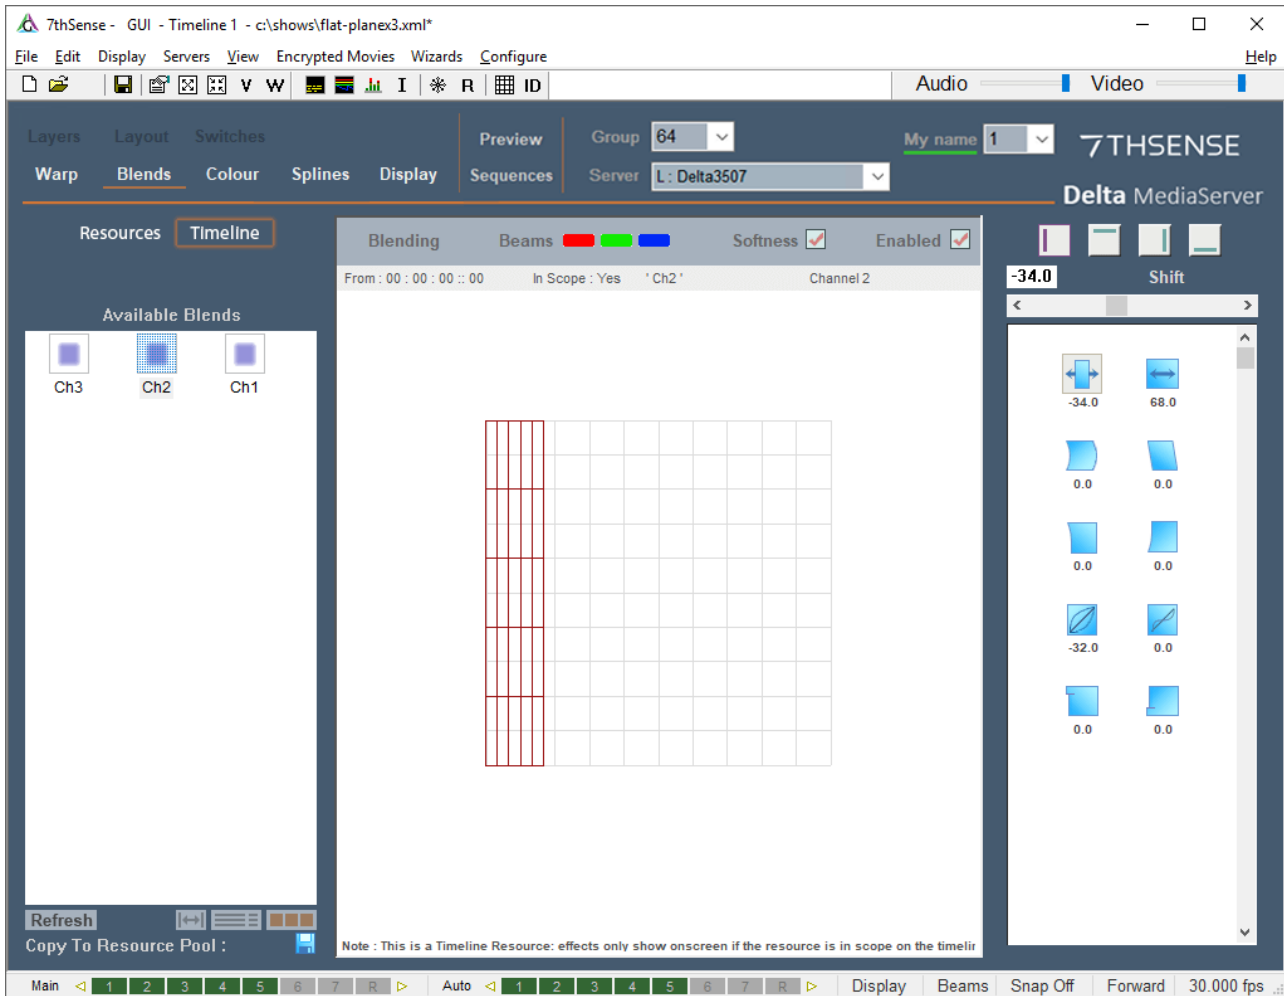 7thSense - GUI - Timeline 1 - c:\shows\flat-planex3.xml*
File Edit Display Servers View Encrypted Movies Wizards Configure Help
V W I R ID Audio Video
Layers Layout Switches Preview Group 64 My name 1
7THSENSE
Warp Blends Colour Splines Display Sequences Server L : Delta3507
Delta MediaServer
Resources Timeline
Blending Beams Softness Enabled
From : 00 : 00 : 00 :: 00 In Scope : Yes ' Ch2 ' Channel 2
-34.0 Shift
Available Blends
Ch3 Ch2 Ch1
-34.0 68.0
0.0 0.0
0.0 0.0
-32.0 0.0
0.0 0.0
Refresh
Copy To Resource Pool :
Note : This is a Timeline Resource: effects only show onscreen if the resource is in scope on the timelin
Main 1 2 3 4 5 6 7 R Auto 1 2 3 4 5 6 7 R Display Beams Snap Off Forward 30.000 fps